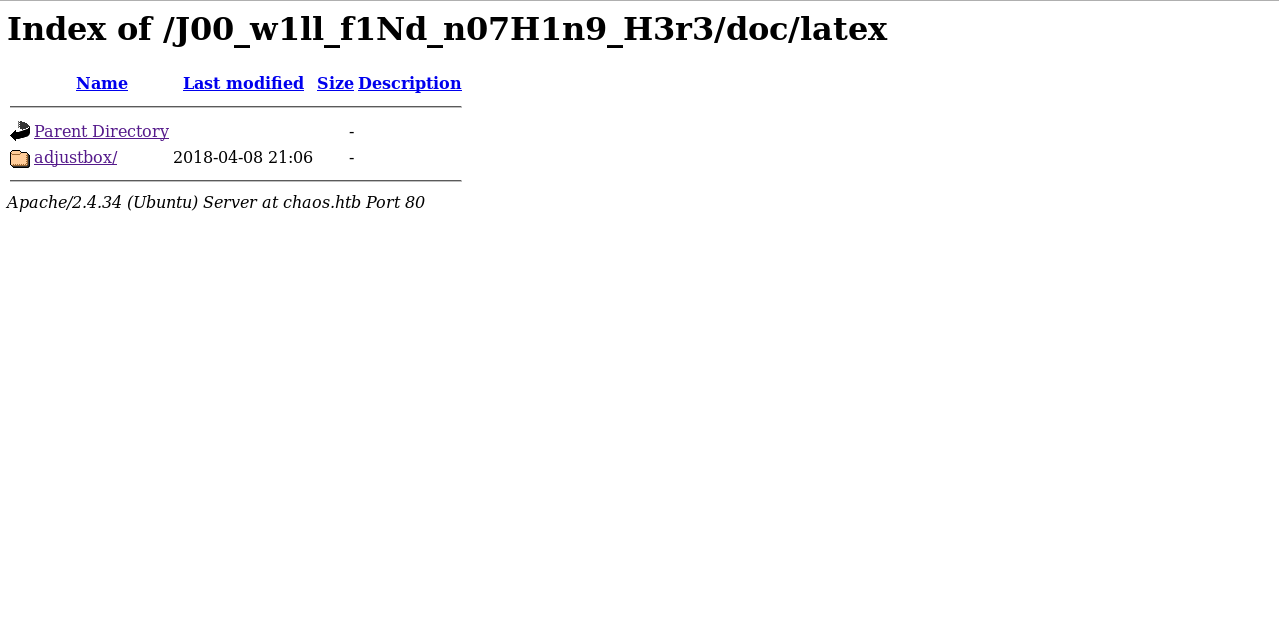 Index of /J00_w1ll_f1Nd_n07H1n9_H3r3/doc/latex
Name Last modified Size Description
Parent Directory -
adjustbox/ 2018-04-08 21:06 -
Apache/2.4.34 (Ubuntu) Server at chaos.htb Port 80